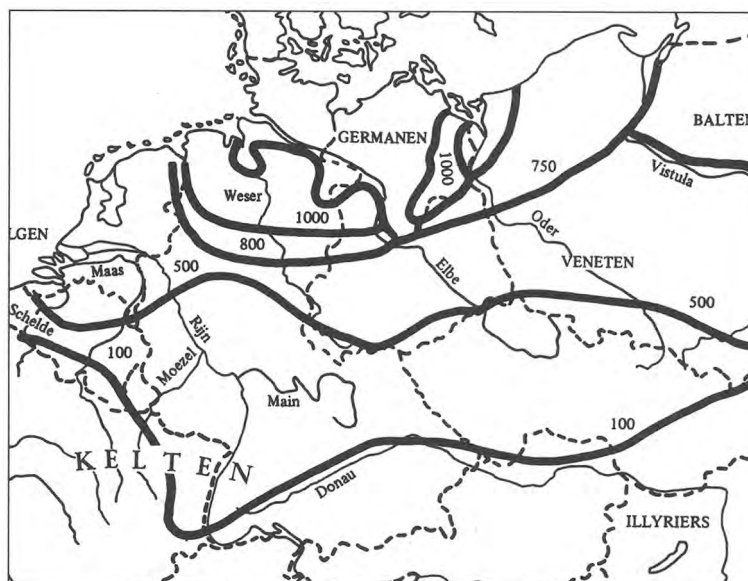 BALTEN
GERMANEN
1000
750
Vistula
Weser
1000
Oder
LGEN
800
VENETEN
Maas
500
Elbe
500
Schelde
Rijn
100
Moezel
Main
100
KELTEN
Donau
ILLYRIERS